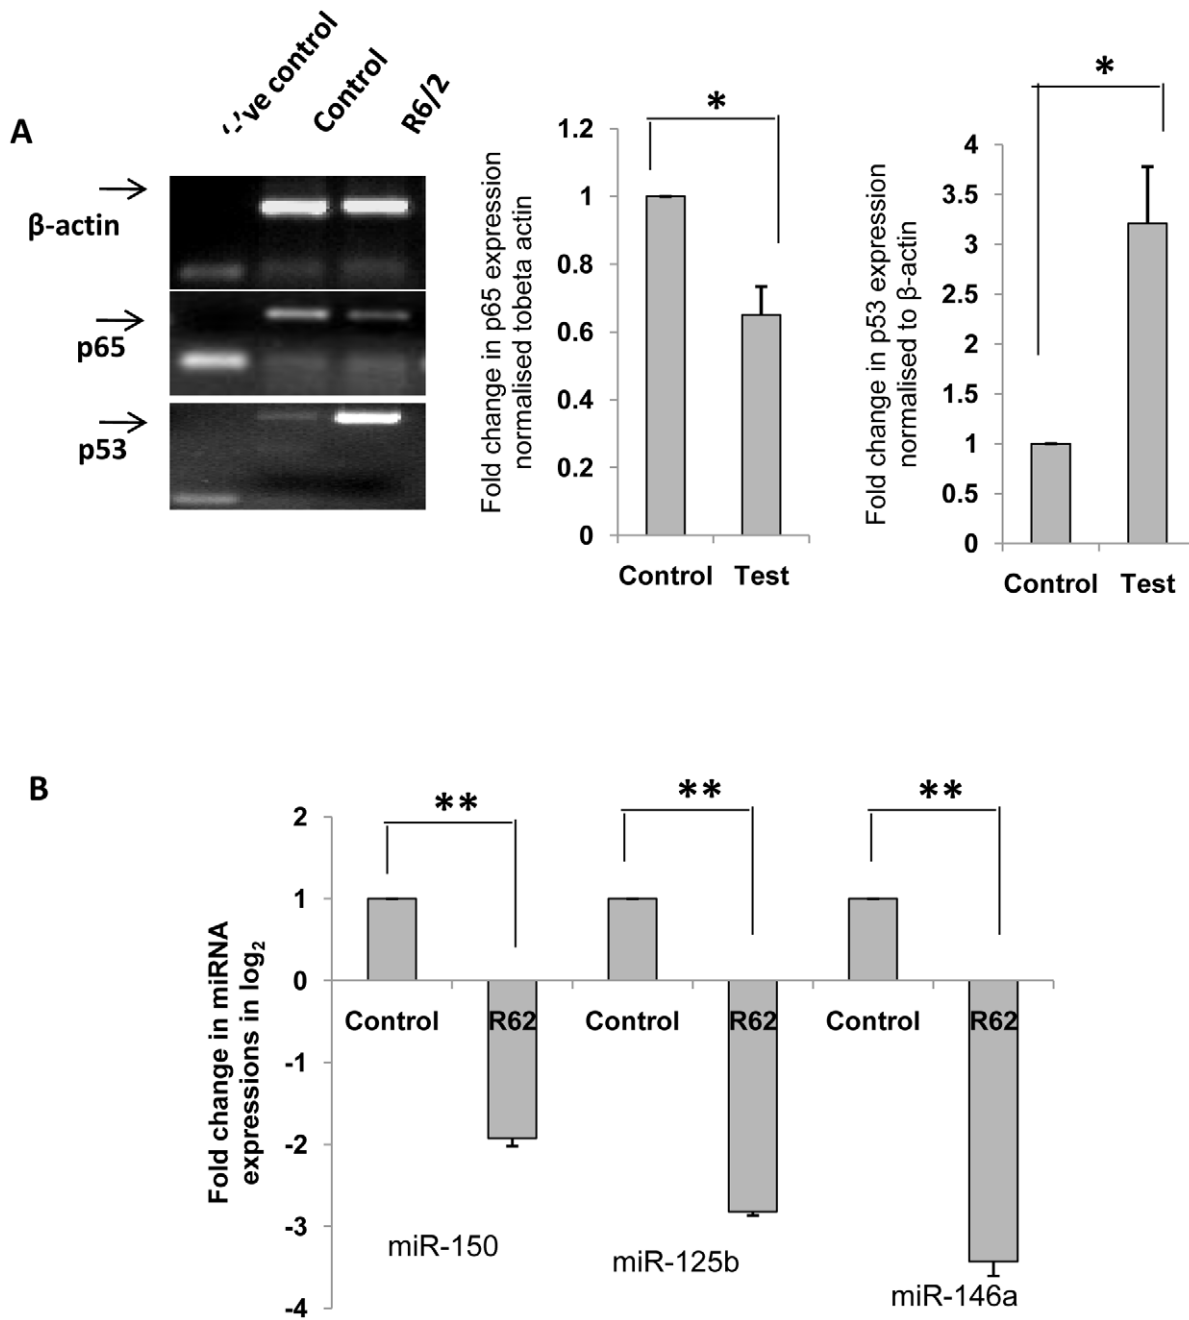 A
‘-’ve control
Control
R6/2
β-actin
p65
p53
Fold change in p65 expression
normalised tobeta actin
*
1.2
1
0.8
0.6
0.4
0.2
0
Control Test
Fold change in p53 expression
normalised to β-actin
*
4
3.5
3
2.5
2
1.5
1
0.5
0
Control Test
B
Fold change in miRNA
expressions in log2
** ** **
2
1
0
-1
-2
-3
-4
Control R62 Control R62 Control R62
miR-150
miR-125b
miR-146a